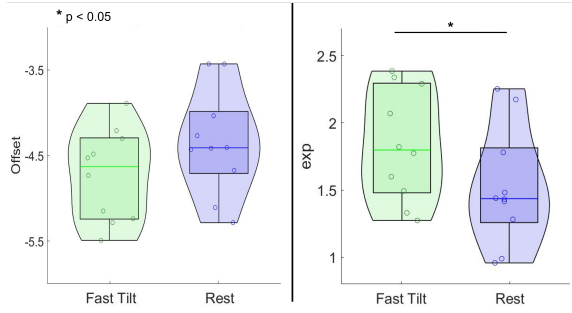 * p < 0.05
Offset
-3.5
-4.5
-5.5
Fast Tilt
Rest
*
exp
2.5
2
1.5
1
Fast Tilt
Rest